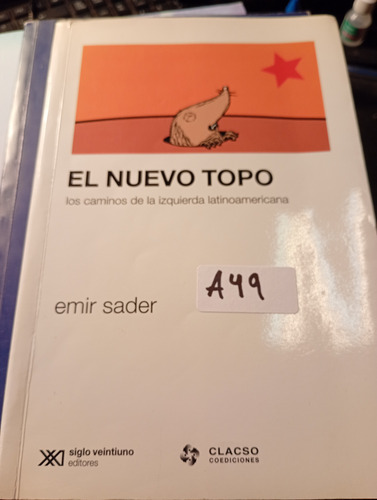 EL NUEVO TOPO
los caminos de la izquierda latinoamericana
A49
emir sader
siglo veintiuno
editores
CLACSO
COEDICIONES